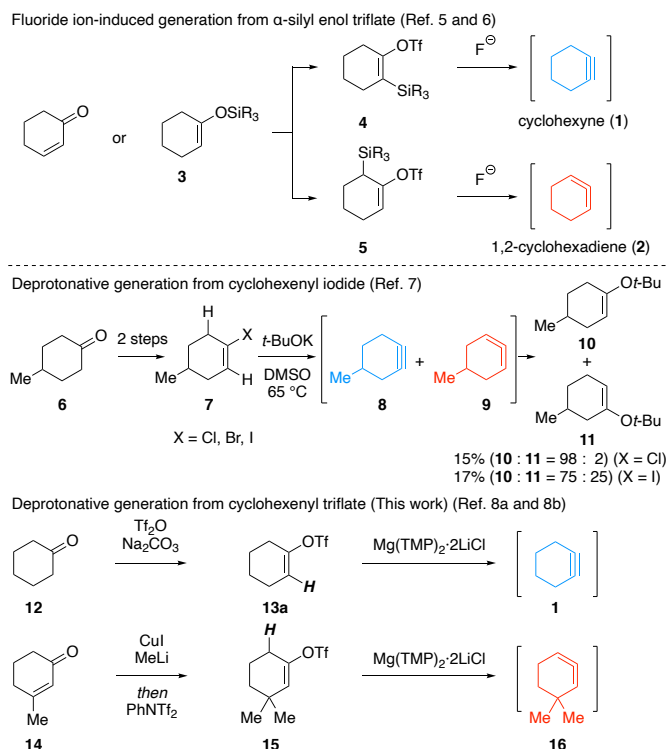 Fluoride ion-induced generation from α-silyl enol triflate (Ref. 5 and 6)
O
or
OSiR3
3
OTf
SiR3
4
F⊖
cyclohexyne (1)
SiR3
OTf
5
F⊖
1,2-cyclohexadiene (2)
Deprotonative generation from cyclohexenyl iodide (Ref. 7)
O
Me
6
2 steps
H
X
Me
H
7
X = Cl, Br, I
t-BuOK
DMSO
65 °C
Me
8
+
Me
9
Ot-Bu
Me
10
+
Me
Ot-Bu
11
15% (10 : 11 = 98 : 2) (X = Cl)
17% (10 : 11 = 75 : 25) (X = I)
Deprotonative generation from cyclohexenyl triflate (This work) (Ref. 8a and 8b)
O
12
Tf2O
Na2CO3
OTf
H
13a
Mg(TMP)2·2LiCl
1
O
Me
14
CuI
MeLi
then
PhNTf2
H
OTf
Me Me
15
Mg(TMP)2·2LiCl
Me
Me
16